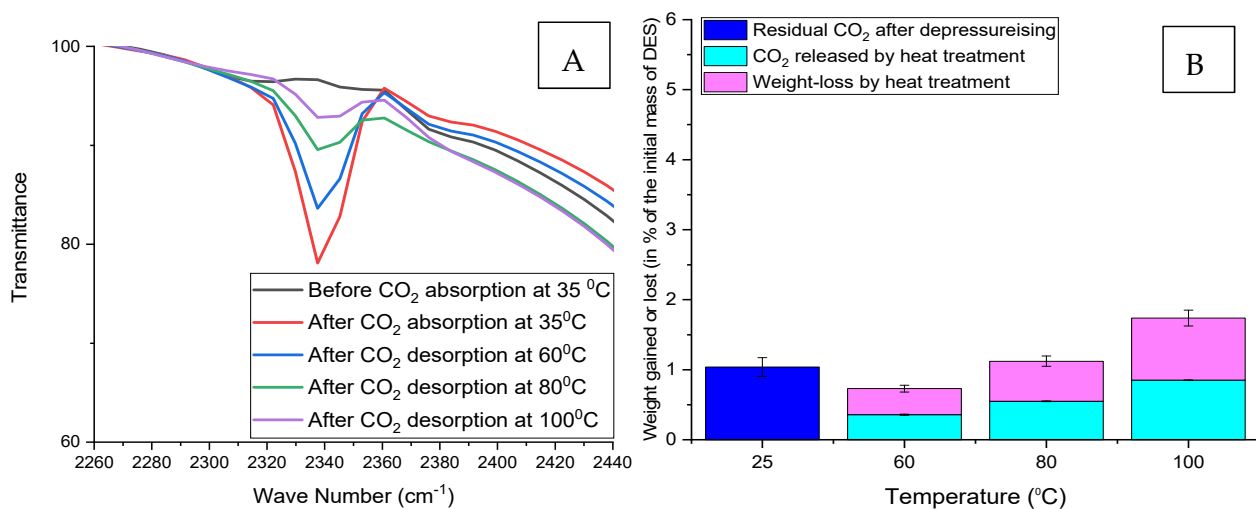 A
100
80
60
Transmittance
Before CO₂ absorption at 35 ⁰C
After CO₂ absorption at 35⁰C
After CO₂ desorption at 60⁰C
After CO₂ desorption at 80⁰C
After CO₂ desorption at 100⁰C
2260 2280 2300 2320 2340 2360 2380 2400 2420 2440
Wave Number (cm⁻¹)
B
Residual CO₂ after depressureising
CO₂ released by heat treatment
Weight-loss by heat treatment
6
5
4
3
2
1
0
Weight gained or lost (in % of the initial mass of DES)
25 60 80 100
Temperature (⁰C)